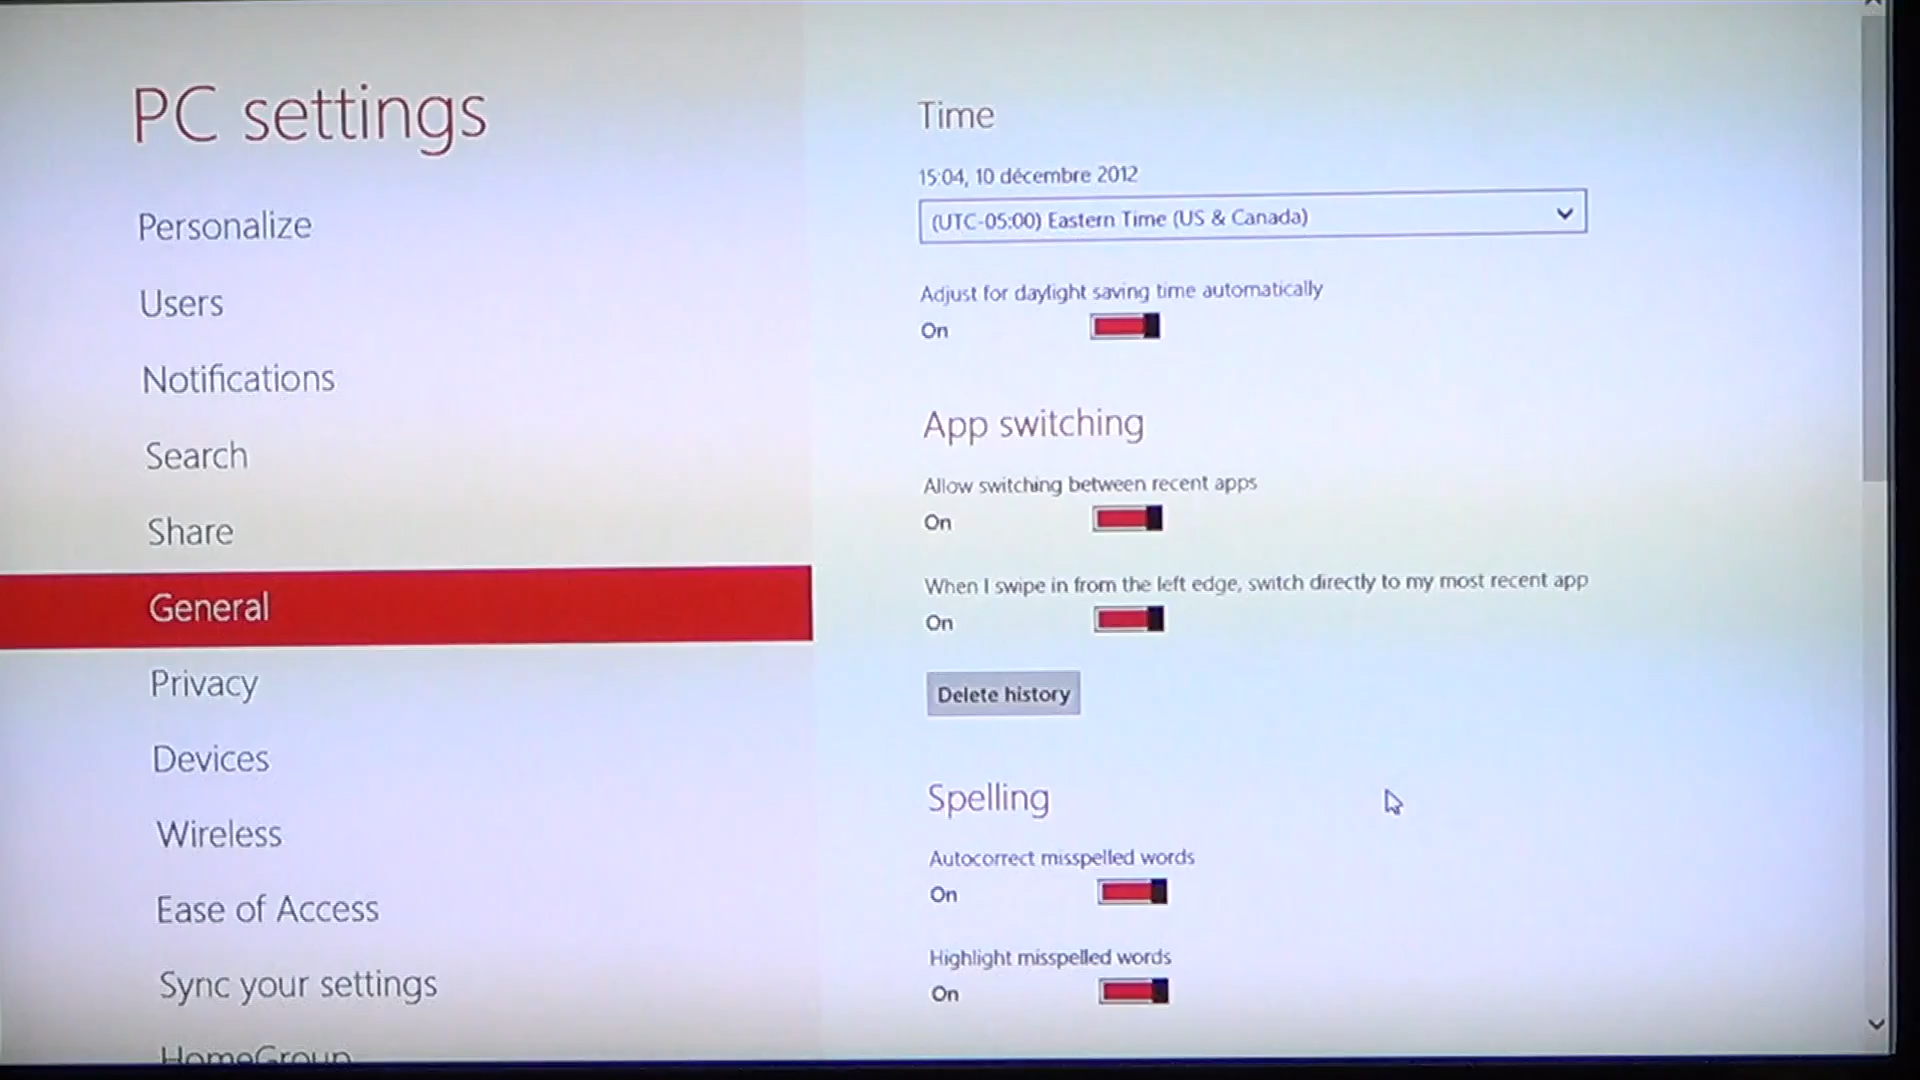 PC settings
Personalize
Users
Notifications
Search
Share
General
Privacy
Devices
Wireless
Ease of Access
Sync your settings
HomeGroup
Time
15:04, 10 décembre 2012
(UTC-05:00) Eastern Time (US & Canada)
Adjust for daylight saving time automatically
On
App switching
Allow switching between recent apps
On
When I swipe in from the left edge, switch directly to my most recent app
On
Delete history
Spelling
Autocorrect misspelled words
On
Highlight misspelled words
On